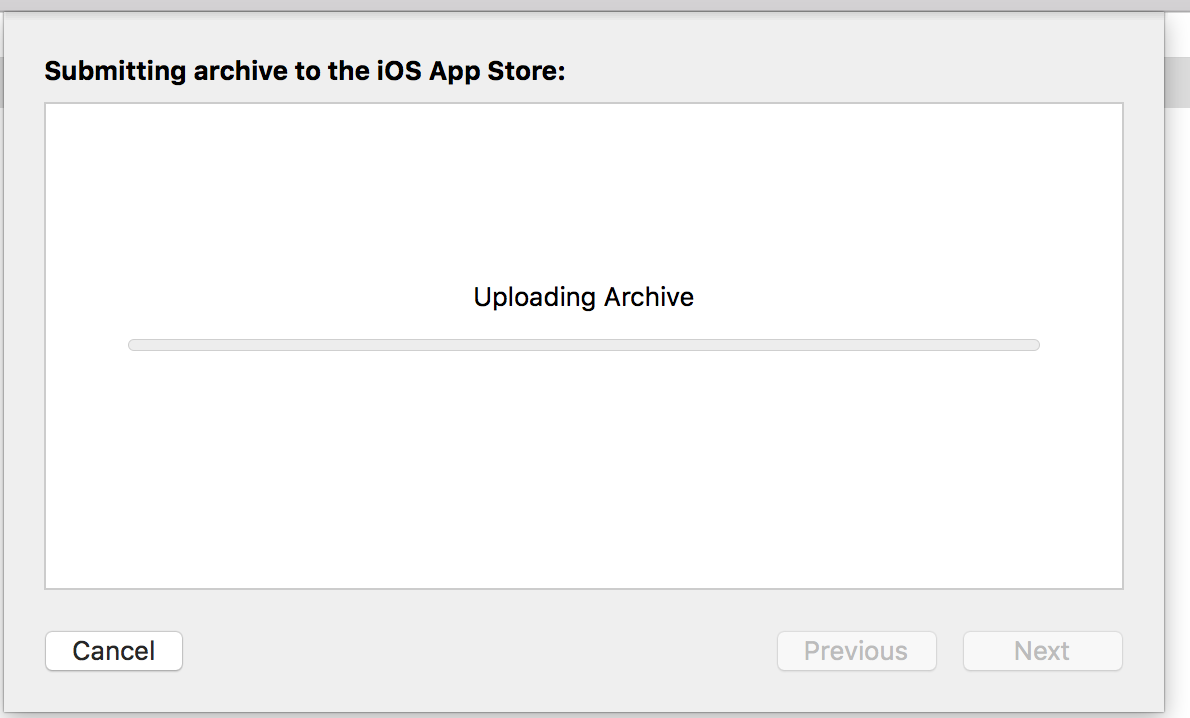 Submitting archive to the iOS App Store:
Uploading Archive
Cancel
Previous
Next